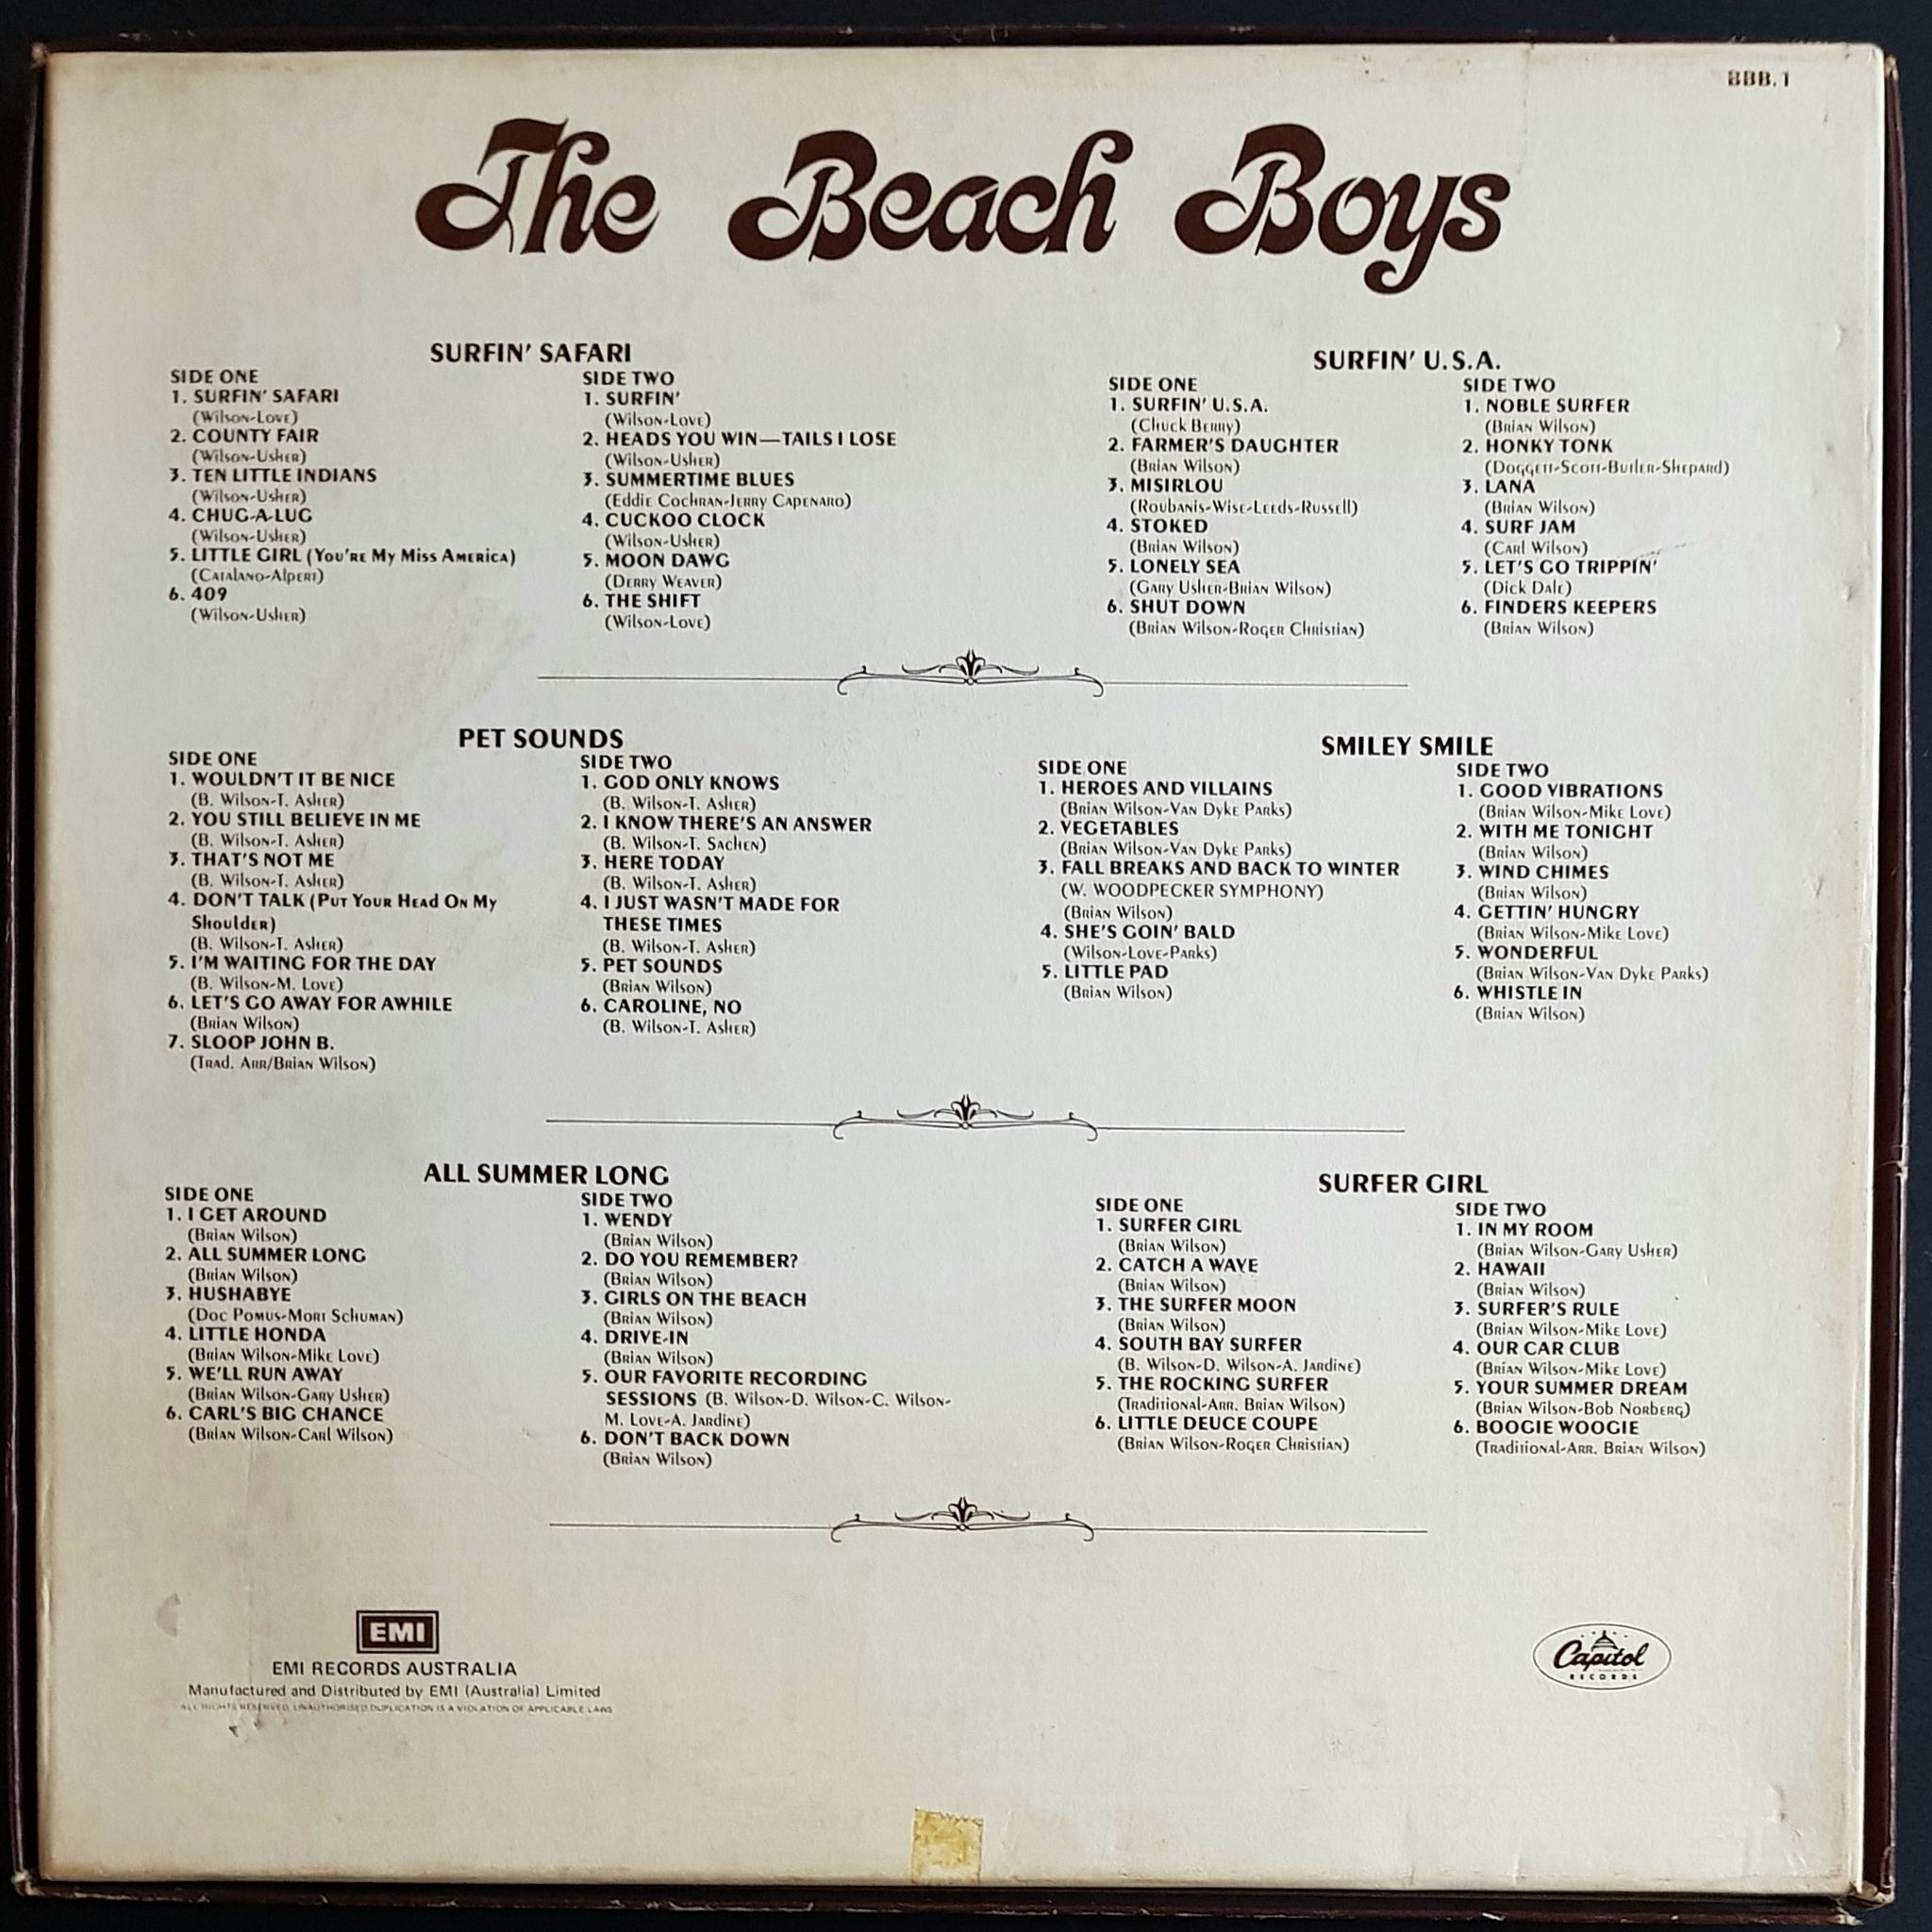 BBB.1
The Beach Boys
SURFIN' SAFARI
SIDE ONE
1. SURFIN' SAFARI
(Wilson-Love)
2. COUNTY FAIR
(Wilson-Usher)
3. TEN LITTLE INDIANS
(Wilson-Usher)
4. CHUG-A-LUG
(Wilson-Usher)
5. LITTLE GIRL (You're My Miss America)
(Catalano-Alpert)
6. 409
(Wilson-Usher)
SIDE TWO
1. SURFIN'
(Wilson-Love)
2. HEADS YOU WIN—TAILS I LOSE
(Wilson-Usher)
3. SUMMERTIME BLUES
(Eddie Cochran-Jerry Capenaro)
4. CUCKOO CLOCK
(Wilson-Usher)
5. MOON DAWG
(Derry Weaver)
6. THE SHIFT
(Wilson-Love)
SURFIN' U.S.A.
SIDE ONE
1. SURFIN' U.S.A.
(Chuck Berry)
2. FARMER'S DAUGHTER
(Brian Wilson)
3. MISIRLOU
(Roubanis-Wise-Leeds-Russell)
4. STOKED
(Brian Wilson)
5. LONELY SEA
(Gary Usher-Brian Wilson)
6. SHUT DOWN
(Brian Wilson-Roger Christian)
SIDE TWO
1. NOBLE SURFER
(Brian Wilson)
2. HONKY TONK
(Doggett-Scott-Butler-Shepard)
3. LANA
(Brian Wilson)
4. SURF JAM
(Carl Wilson)
5. LET'S GO TRIPPIN'
(Dick Dale)
6. FINDERS KEEPERS
(Brian Wilson)
PET SOUNDS
SIDE ONE
1. WOULDN'T IT BE NICE
(B. Wilson-T. Asher)
2. YOU STILL BELIEVE IN ME
(B. Wilson-T. Asher)
3. THAT'S NOT ME
(B. Wilson-T. Asher)
4. DON'T TALK (Put Your Head On My
Shoulder)
(B. Wilson-T. Asher)
5. I'M WAITING FOR THE DAY
(B. Wilson-M. Love)
6. LET'S GO AWAY FOR AWHILE
(Brian Wilson)
7. SLOOP JOHN B.
(Trad. Arr/Brian Wilson)
SIDE TWO
1. GOD ONLY KNOWS
(B. Wilson-T. Asher)
2. I KNOW THERE'S AN ANSWER
(B. Wilson-T. Sachen)
3. HERE TODAY
(B. Wilson-T. Asher)
4. I JUST WASN'T MADE FOR
THESE TIMES
(B. Wilson-T. Asher)
5. PET SOUNDS
(Brian Wilson)
6. CAROLINE, NO
(B. Wilson-T. Asher)
SMILEY SMILE
SIDE ONE
1. HEROES AND VILLAINS
(Brian Wilson-Van Dyke Parks)
2. VEGETABLES
(Brian Wilson-Van Dyke Parks)
3. FALL BREAKS AND BACK TO WINTER
(W. WOODPECKER SYMPHONY)
(Brian Wilson)
4. SHE'S GOIN' BALD
(Wilson-Love-Parks)
5. LITTLE PAD
(Brian Wilson)
SIDE TWO
1. GOOD VIBRATIONS
(Brian Wilson-Mike Love)
2. WITH ME TONIGHT
(Brian Wilson)
3. WIND CHIMES
(Brian Wilson)
4. GETTIN' HUNGRY
(Brian Wilson-Mike Love)
5. WONDERFUL
(Brian Wilson-Van Dyke Parks)
6. WHISTLE IN
(Brian Wilson)
ALL SUMMER LONG
SIDE ONE
1. I GET AROUND
(Brian Wilson)
2. ALL SUMMER LONG
(Brian Wilson)
3. HUSHABYE
(Doc Pomus-Mort Schuman)
4. LITTLE HONDA
(Brian Wilson-Mike Love)
5. WE'LL RUN AWAY
(Brian Wilson-Gary Usher)
6. CARL'S BIG CHANCE
(Brian Wilson-Carl Wilson)
SIDE TWO
1. WENDY
(Brian Wilson)
2. DO YOU REMEMBER?
(Brian Wilson)
3. GIRLS ON THE BEACH
(Brian Wilson)
4. DRIVE-IN
(Brian Wilson)
5. OUR FAVORITE RECORDING
SESSIONS (B. Wilson-D. Wilson-C. Wilson-
M. Love-A. Jardine)
6. DON'T BACK DOWN
(Brian Wilson)
SURFER GIRL
SIDE ONE
1. SURFER GIRL
(Brian Wilson)
2. CATCH A WAVE
(Brian Wilson)
3. THE SURFER MOON
(Brian Wilson)
4. SOUTH BAY SURFER
(B. Wilson-D. Wilson-A. Jardine)
5. THE ROCKING SURFER
(Traditional-Arr. Brian Wilson)
6. LITTLE DEUCE COUPE
(Brian Wilson-Roger Christian)
SIDE TWO
1. IN MY ROOM
(Brian Wilson-Gary Usher)
2. HAWAII
(Brian Wilson)
3. SURFER'S RULE
(Brian Wilson-Mike Love)
4. OUR CAR CLUB
(Brian Wilson-Mike Love)
5. YOUR SUMMER DREAM
(Brian Wilson-Bob Norberg)
6. BOOGIE WOOGIE
(Traditional-Arr. Brian Wilson)
EMI
EMI RECORDS AUSTRALIA
Manufactured and Distributed by EMI (Australia) Limited
ALL RIGHTS RESERVED. UNAUTHORISED DUPLICATION IS A VIOLATION OF APPLICABLE LAWS
Capitol
RECORDS